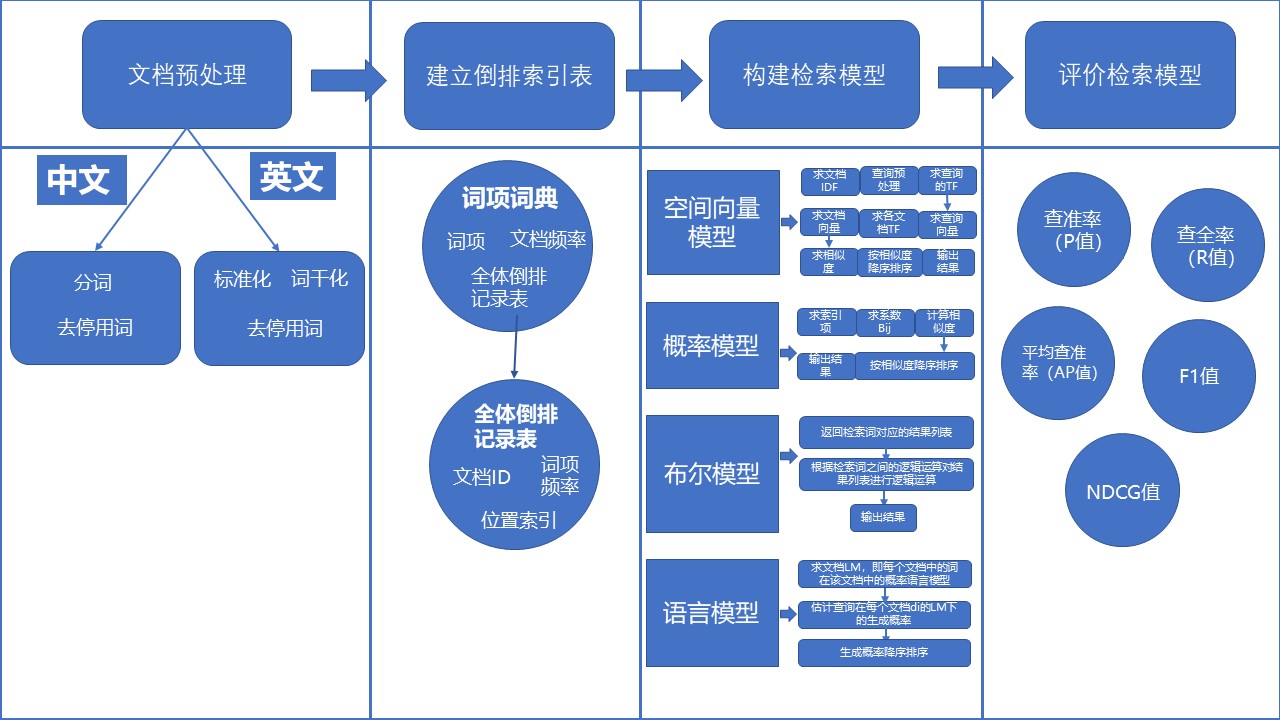 文档预处理
建立倒排索引表
构建检索模型
评价检索模型
中文
英文
分词
去停用词
标准化 词干化
去停用词
词项词典
词项 文档频率
全体倒排
记录表
全体倒排
记录表
文档ID
词项
频率
位置索引
空间向量
模型
求文档
IDF
查询预
处理
求查询
的TF
求文档
向量
求各文
档TF
求查询
向量
求相似
度
按相似度
降序排序
输出
结果
概率模型
求索引
项
求系数
Bij
计算相
似度
输出结
果
按相似度降序排序
布尔模型
返回检索词对应的结果列表
根据检索词之间的逻辑运算对结
果列表进行逻辑运算
输出结果
语言模型
求文档LM，即每个文档中的词
在该文档中的概率语言模型
估计查询在每个文档di的LM下
的生成概率
生成概率降序排序
查准率
（P值）
查全率
（R值）
平均查准
率（AP值）
F1值
NDCG值